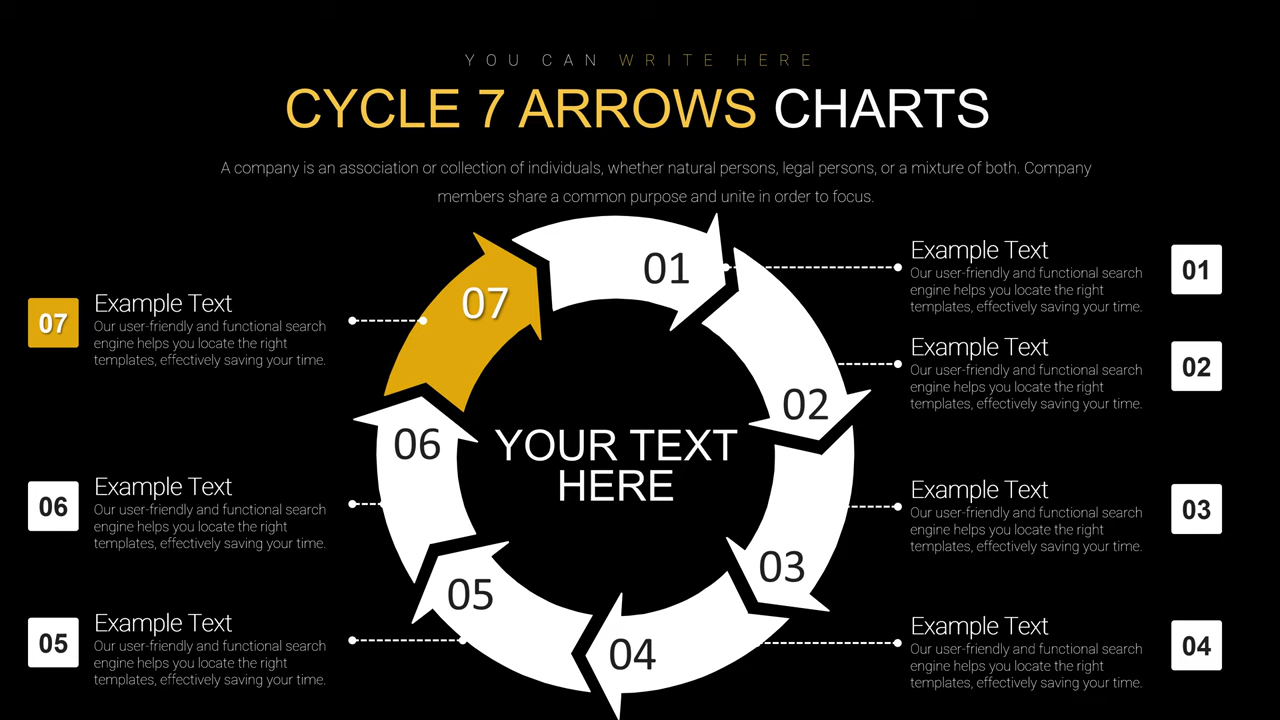 YOU CAN WRITE HERE
CYCLE 7 ARROWS CHARTS
A company is an association or collection of individuals, whether natural persons, legal persons, or a mixture of both. Company
members share a common purpose and unite in order to focus.
01
02
03
04
05
06
07
YOUR TEXT
HERE
Example Text
Our user-friendly and functional search
engine helps you locate the right
templates, effectively saving your time.
01
Example Text
Our user-friendly and functional search
engine helps you locate the right
templates, effectively saving your time.
02
Example Text
Our user-friendly and functional search
engine helps you locate the right
templates, effectively saving your time.
03
Example Text
Our user-friendly and functional search
engine helps you locate the right
templates, effectively saving your time.
04
05
Example Text
Our user-friendly and functional search
engine helps you locate the right
templates, effectively saving your time.
06
Example Text
Our user-friendly and functional search
engine helps you locate the right
templates, effectively saving your time.
07
Example Text
Our user-friendly and functional search
engine helps you locate the right
templates, effectively saving your time.